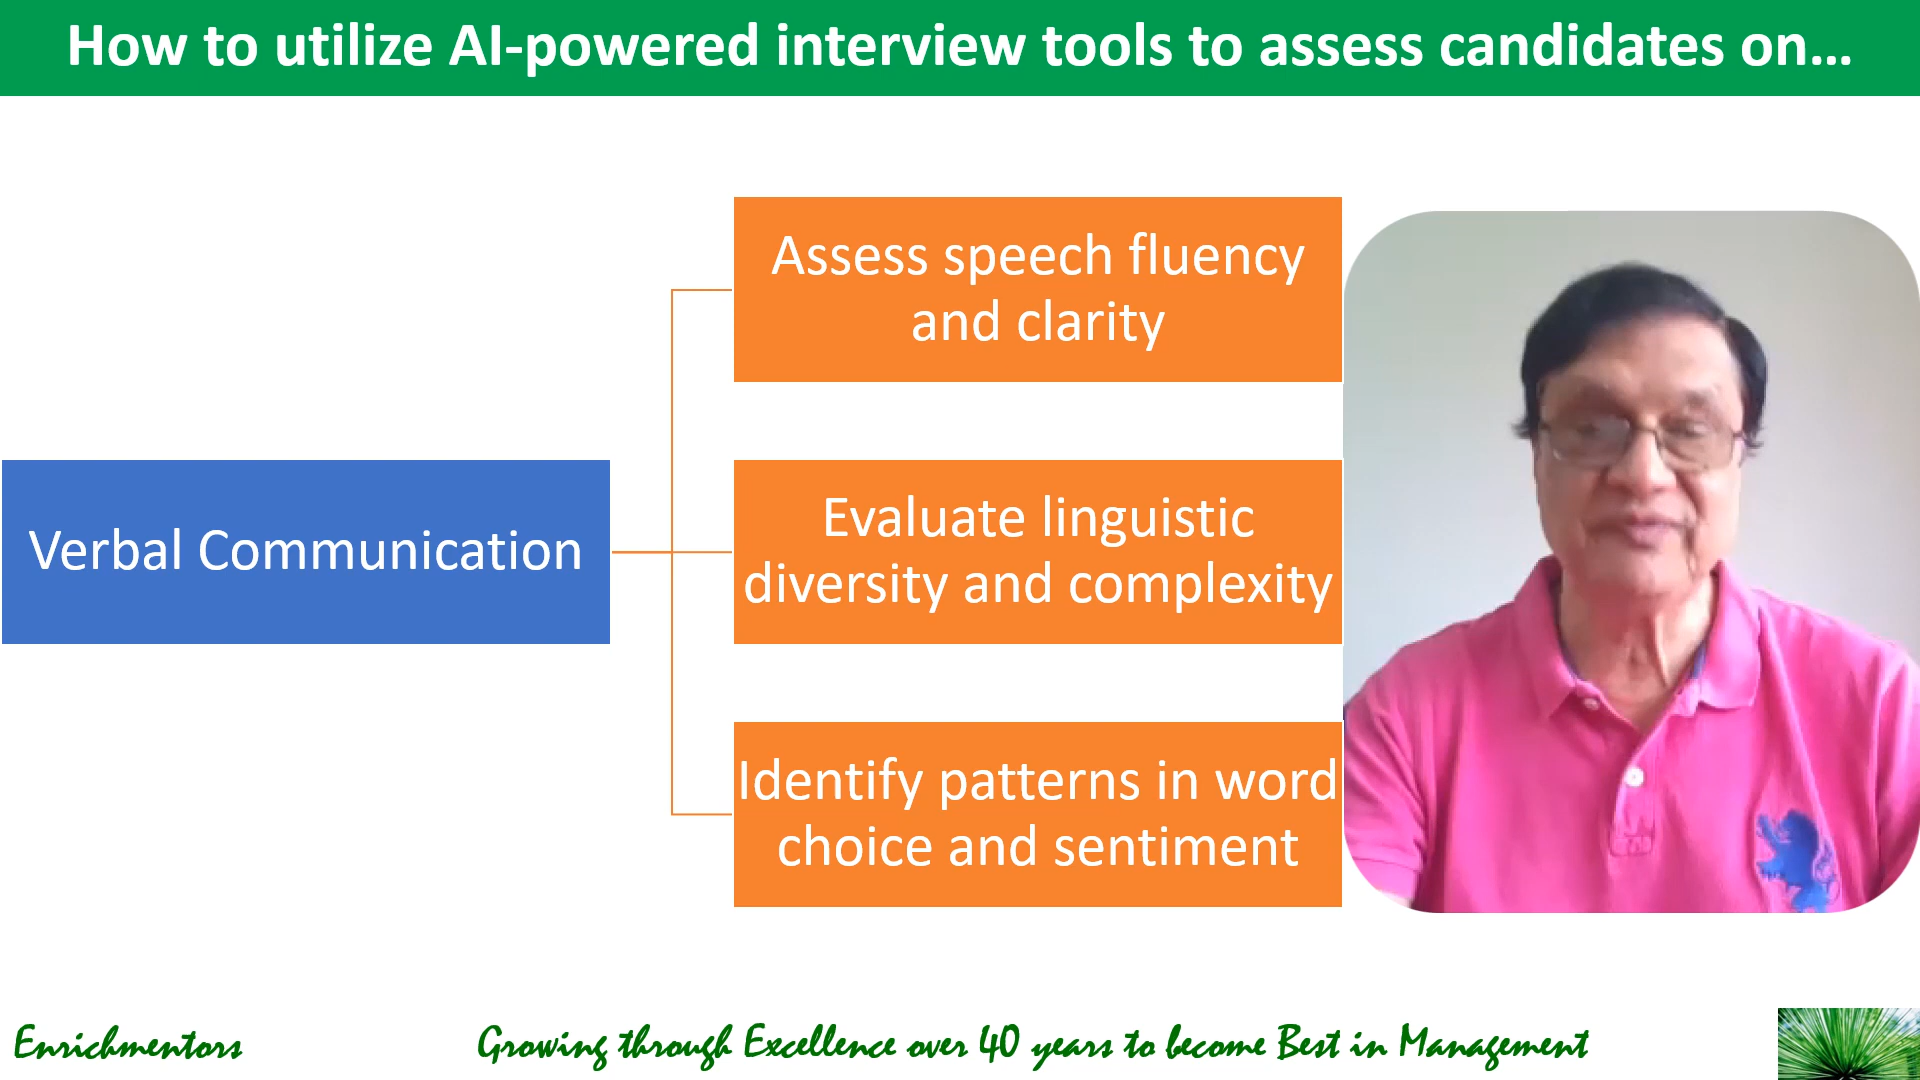 How to utilize AI-powered interview tools to assess candidates on...
Assess speech fluency
and clarity
Verbal Communication
Evaluate linguistic
diversity and complexity
Identify patterns in word
choice and sentiment
Enrichmentors
Growing through Excellence over 40 years to become Best in Management